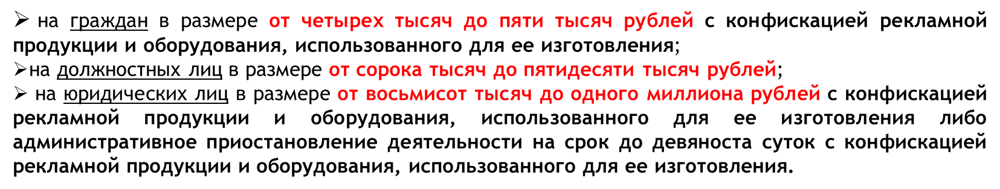 ➢ на граждан в размере от четырех тысяч до пяти тысяч рублей с конфискацией рекламной
продукции и оборудования, использованного для ее изготовления;
➢на должностных лиц в размере от сорока тысяч до пятидесяти тысяч рублей;
➢ на юридических лиц в размере от восьмисот тысяч до одного миллиона рублей с конфискацией
рекламной продукции и оборудования, использованного для ее изготовления либо
административное приостановление деятельности на срок до девяноста суток с конфискацией
рекламной продукции и оборудования, использованного для ее изготовления.